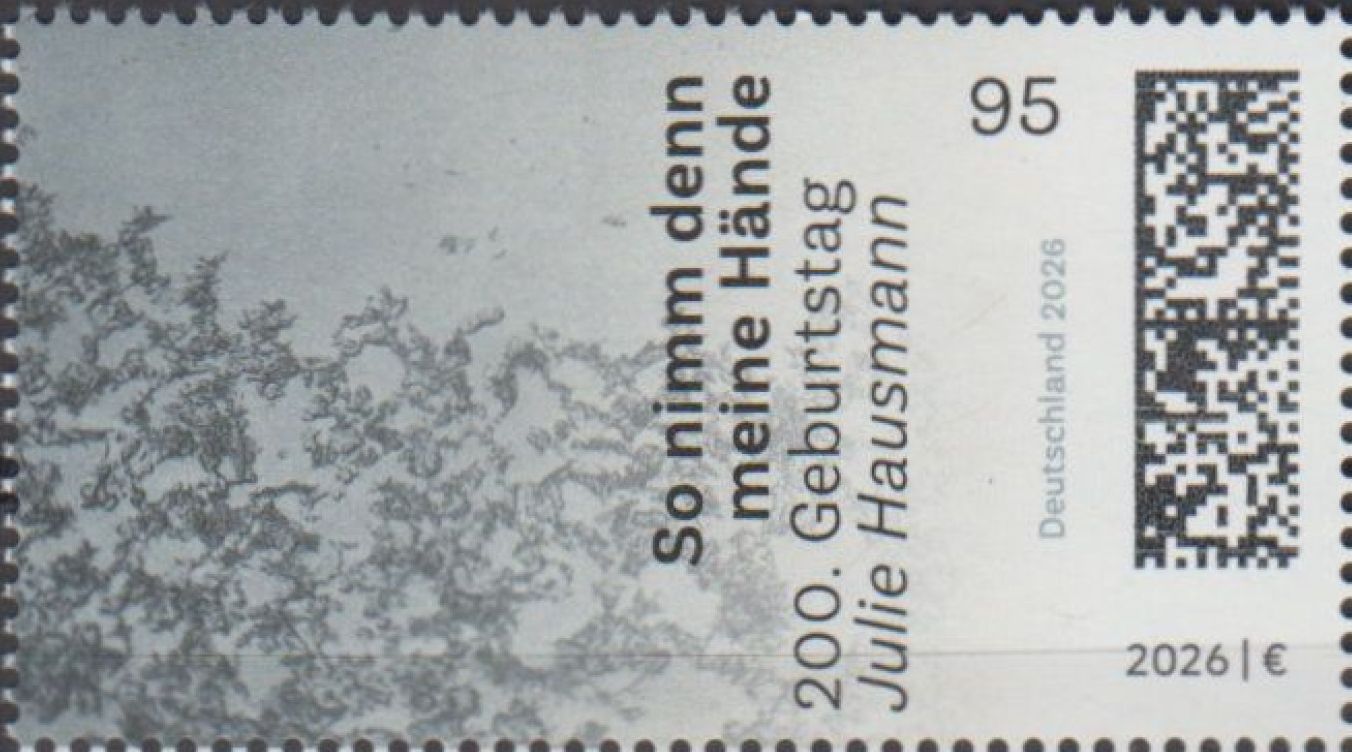 So nimm denn
meine Hände
200. Geburtstag
Julie Hausmann
95
Deutschland 2026
2026 | €